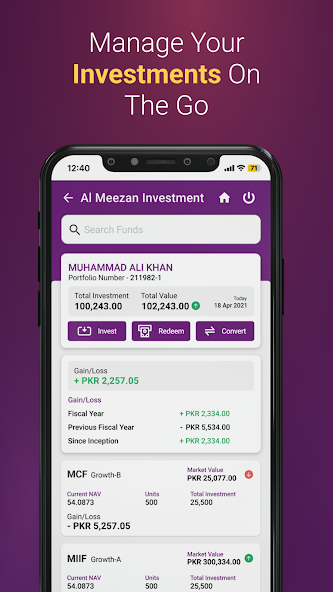 Manage Your
Investments On
The Go
12:40
71
Al Meezan Investment
Search Funds
MUHAMMAD ALI KHAN
Portfolio Number - 211982-1
Total Investment Total Value Today
100,243.00 102,243.00 18 Apr 2021
Invest Redeem Convert
Gain/Loss
+ PKR 2,257.05
Gain/Loss
Fiscal Year + PKR 2,334.00
Previous Fiscal Year - PKR 5,534.00
Since Inception + PKR 2,334.00
MCF Growth-B Market Value
PKR 25,077.00
Current NAV Units Total Investment
54.0873 500 25,500
Gain/Loss
- PKR 5,257.05
MIIF Growth-A Market Value
PKR 300,334.00
Current NAV Units Total Investment
54.0873 500 25,500